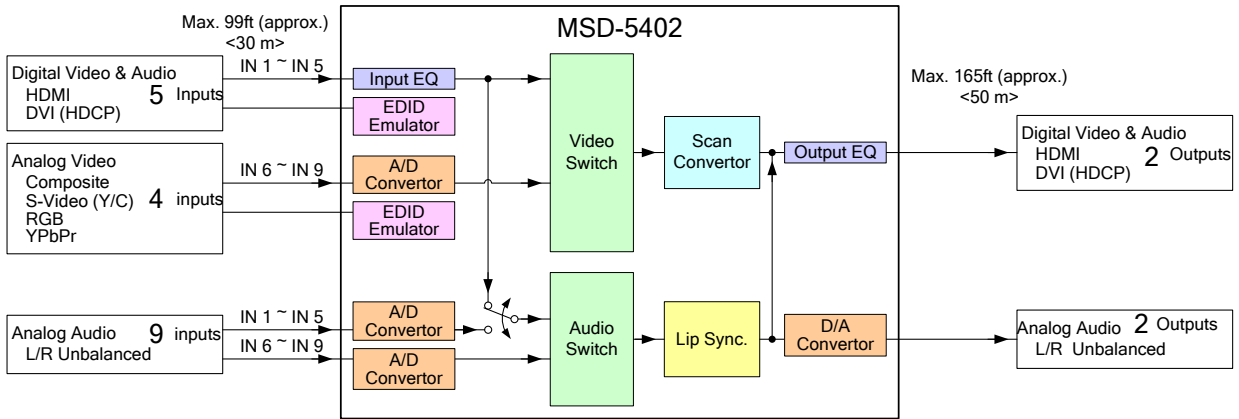 Max. 99ft (approx.)
<30 m>
MSD-5402
Digital Video & Audio
HDMI 5 Inputs
DVI (HDCP)
IN 1 ~ IN 5
Input EQ
EDID
Emulator
Analog Video
Composite
S-Video (Y/C) 4 inputs
RGB
YPbPr
IN 6 ~ IN 9
A/D
Convertor
EDID
Emulator
Analog Audio 9 inputs
L/R Unbalanced
IN 1 ~ IN 5
IN 6 ~ IN 9
A/D
Convertor
A/D
Convertor
Video
Switch
Audio
Switch
Scan
Convertor
Lip Sync.
Output EQ
D/A
Convertor
Max. 165ft (approx.)
<50 m>
Digital Video & Audio
HDMI 2 Outputs
DVI (HDCP)
Analog Audio 2 Outputs
L/R Unbalanced